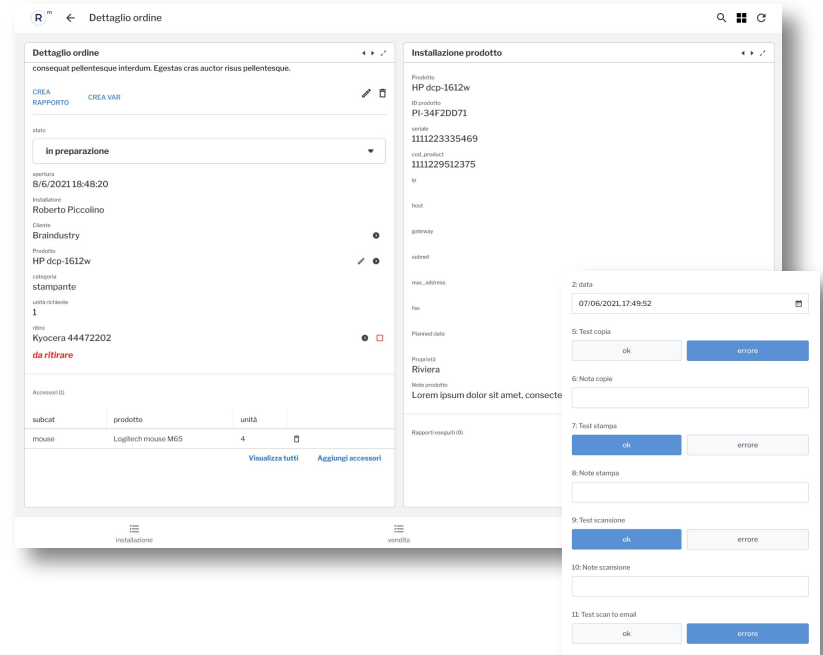 R m
Dettaglio ordine
Dettaglio ordine
consequat pellentesque interdum. Egestas cras auctor risus pellentesque.
CREA RAPPORTO
CREA VAR
stato
in preparazione
apertura
8/6/2021 18:48:20
Installatore
Roberto Piccolino
Cliente
Braindustry
Prodotto
HP dcp-1612w
categoria
stampante
unità richieste
1
ritiro
Kyocera 44472202
da ritirare
Accessori (1)
subcat prodotto unità
mouse Logitech mouse M65 4
Visualizza tutti Aggiungi accessori
Installazione prodotto
Prodotto
HP dcp-1612w
ID prodotto
PI-34F2DD71
seriale
1111223335469
cod_product
1111229512375
ip
host
gateway
subnet
mac_address
fax
Planned date
Proprietà
Riviera
Note prodotto
Lorem ipsum dolor sit amet, consecte
Rapporti eseguiti (0)
installazione
vendita
2: data
07/06/2021, 17:49:52
5: Test copia
ok errore
6: Nota copie
7: Test stampa
ok errore
8: Note stampa
9: Test scansione
ok errore
10: Note scansione
11: Test scan to email
ok errore